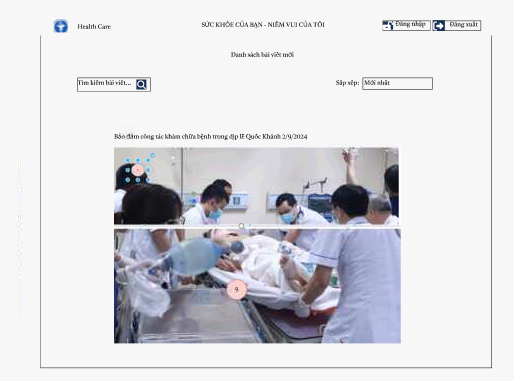 Health Care
SỨC KHỎE CỦA BẠN - NIỀM VUI CỦA TÔI
Đăng nhập
Đăng xuất
Danh sách bài viết mới
Tìm kiếm bài viết...
Sắp xếp:
Mới nhất
Bảo đảm công tác khám chữa bệnh trong dịp lễ Quốc Khánh 2/9/2024
9